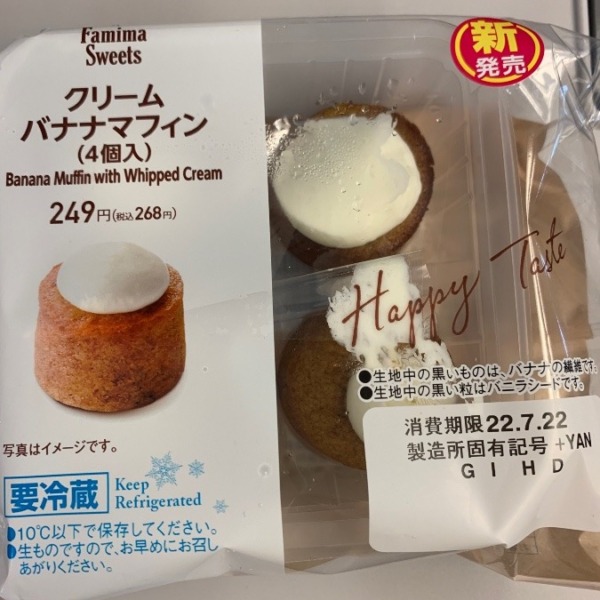 Famima
Sweets
クリーム
バナナマフィン
(4個入)
Banana Muffin with Whipped Cream
249円(税込268円)
写真はイメージです。
要冷蔵
Keep
Refrigerated
●10℃以下で保存してください。
●生ものですので、お早めにお召し
あがりください。
新
発売
Happy Taste
●生地中の黒いものは、バナナの繊維です。
●生地中の黒い粒はバニラシードです。
消費期限 22.7.22
製造所固有記号 +YAN
G I H D